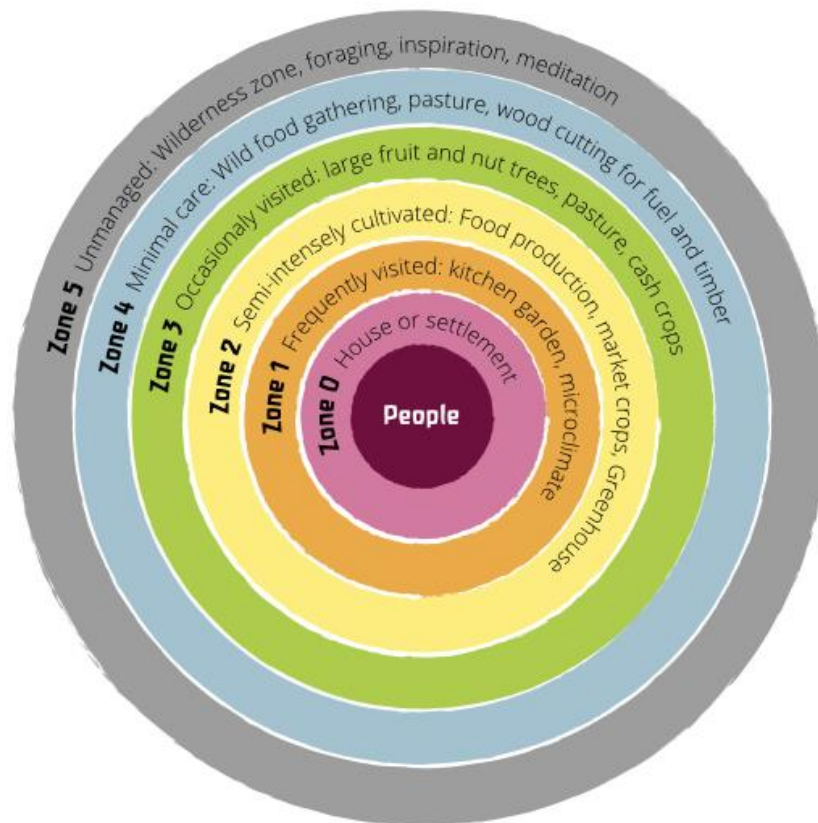 Zone 5 Unmanaged: Wilderness zone, foraging, inspiration, meditation
Zone 4 Minimal care: Wild food gathering, pasture, wood cutting for fuel and timber
Zone 3 Occasionaly visited: large fruit and nut trees, pasture, cash crops
Zone 2 Semi-intensely cultivated: Food production, market crops, Greenhouse
Zone 1 Frequently visited: kitchen garden, microclimate
Zone 0 House or settlement
People